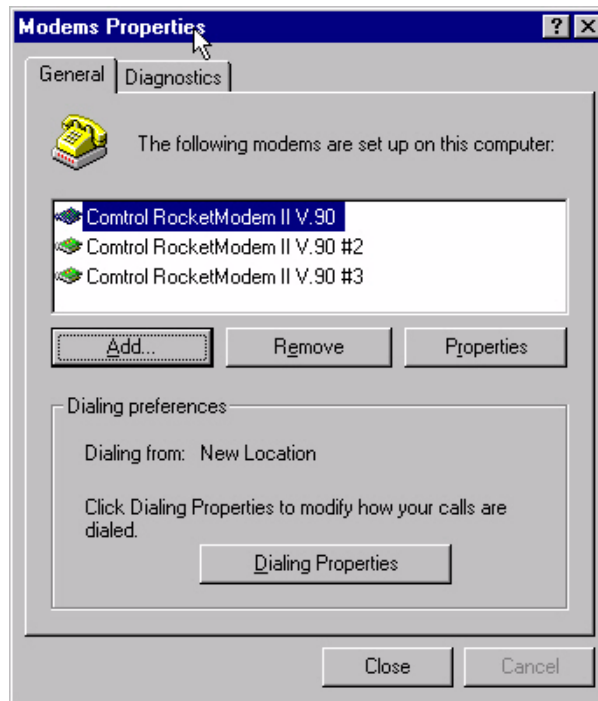 Modems Properties
General
Diagnostics
The following modems are set up on this computer:
Comtrol RocketModem II V.90
Comtrol RocketModem II V.90 #2
Comtrol RocketModem II V.90 #3
Add...
Remove
Properties
Dialing preferences
Dialing from: New Location
Click Dialing Properties to modify how your calls are
dialed.
Dialing Properties
Close
Cancel